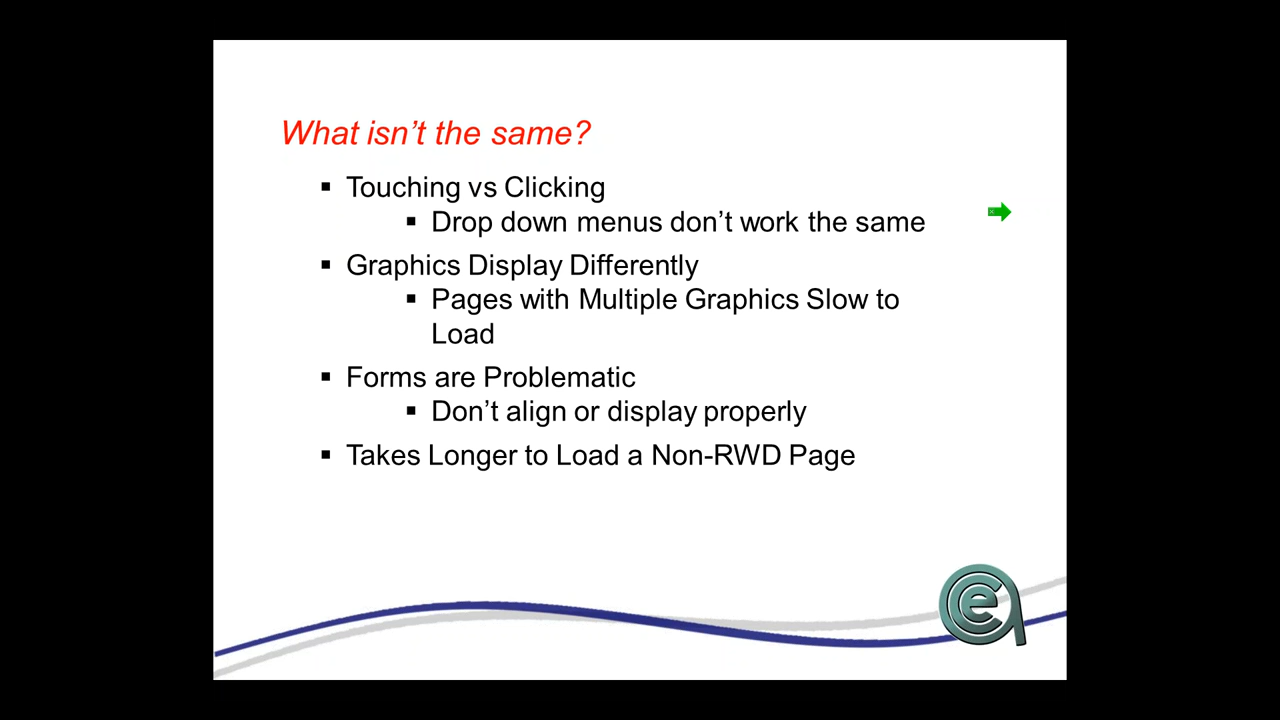 What isn’t the same?
▪ Touching vs Clicking
▪ Drop down menus don’t work the same
▪ Graphics Display Differently
▪ Pages with Multiple Graphics Slow to
Load
▪ Forms are Problematic
▪ Don’t align or display properly
▪ Takes Longer to Load a Non-RWD Page